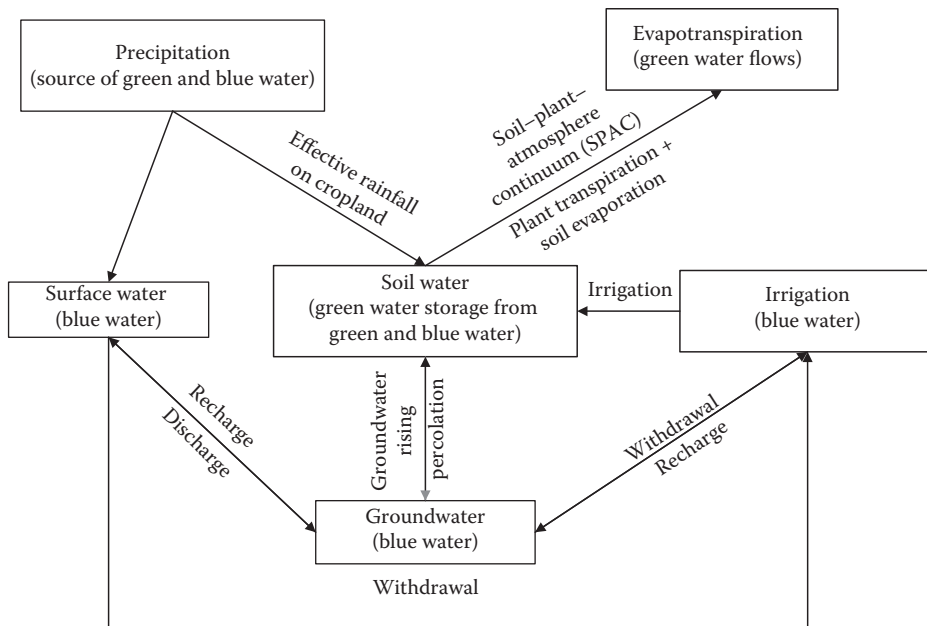 Precipitation
(source of green and blue water)
Evapotranspiration
(green water flows)
Effective rainfall
on cropland
Soil–plant–
atmosphere
continuum (SPAC)
Plant transpiration +
soil evaporation
Surface water
(blue water)
Soil water
(green water storage from
green and blue water)
Irrigation
Irrigation
(blue water)
Recharge
Discharge
Groundwater
rising
percolation
Withdrawal
Recharge
Groundwater
(blue water)
Withdrawal